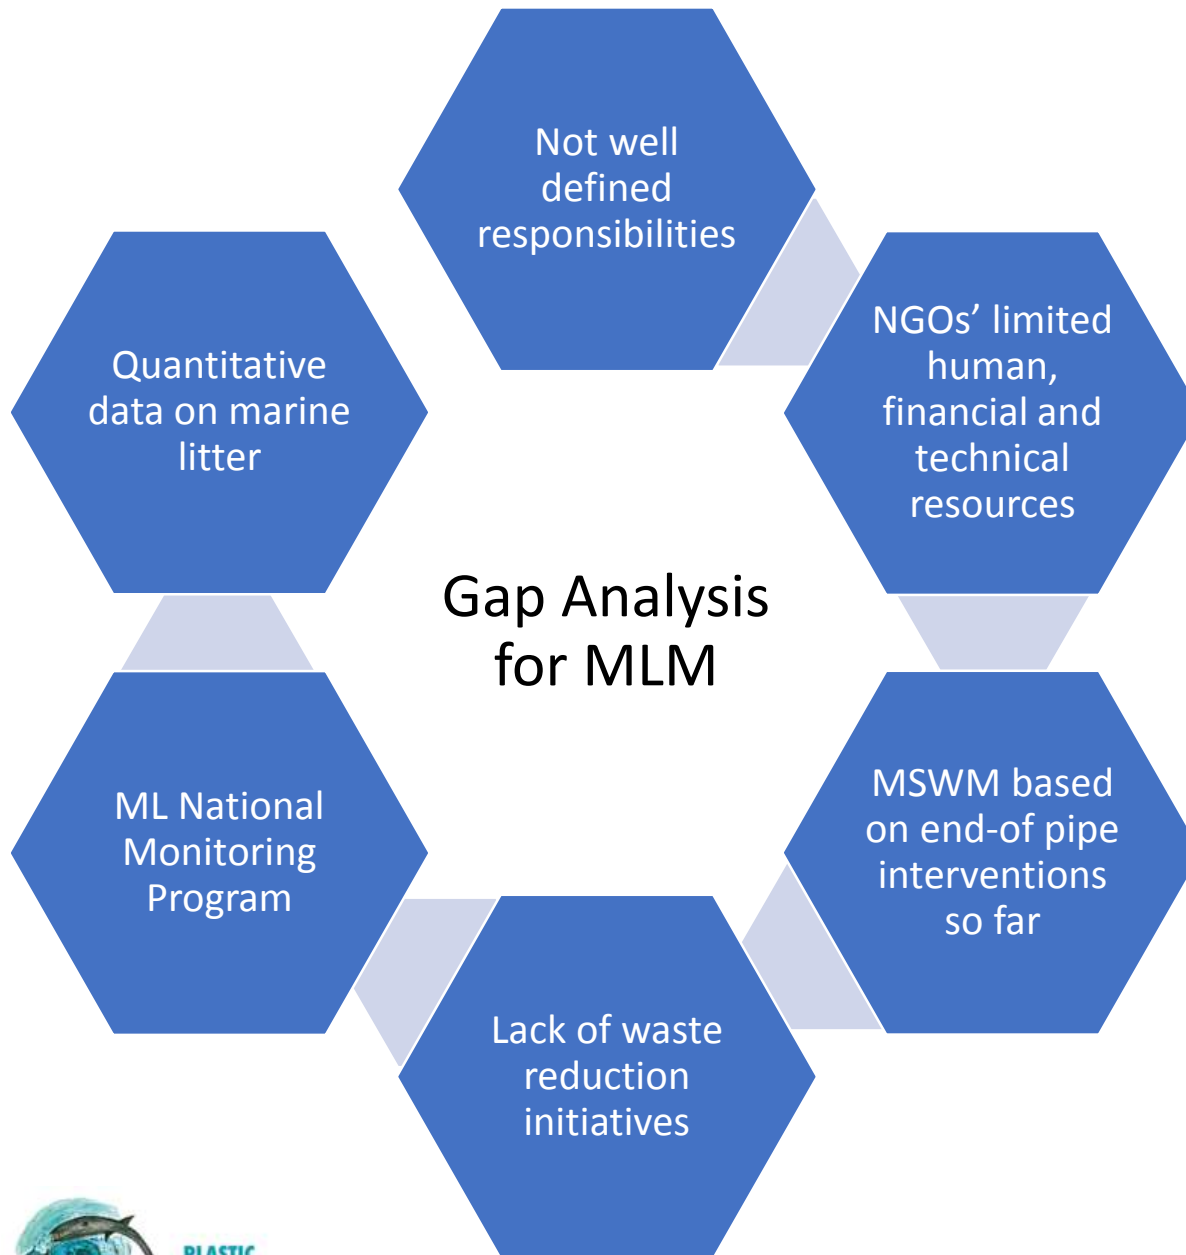 Not well
defined
responsibilities
NGOs’ limited
human,
financial and
technical
resources
MSWM based
on end-of pipe
interventions
so far
Lack of waste
reduction
initiatives
ML National
Monitoring
Program
Quantitative
data on marine
litter
Gap Analysis
for MLM
PLASTIC